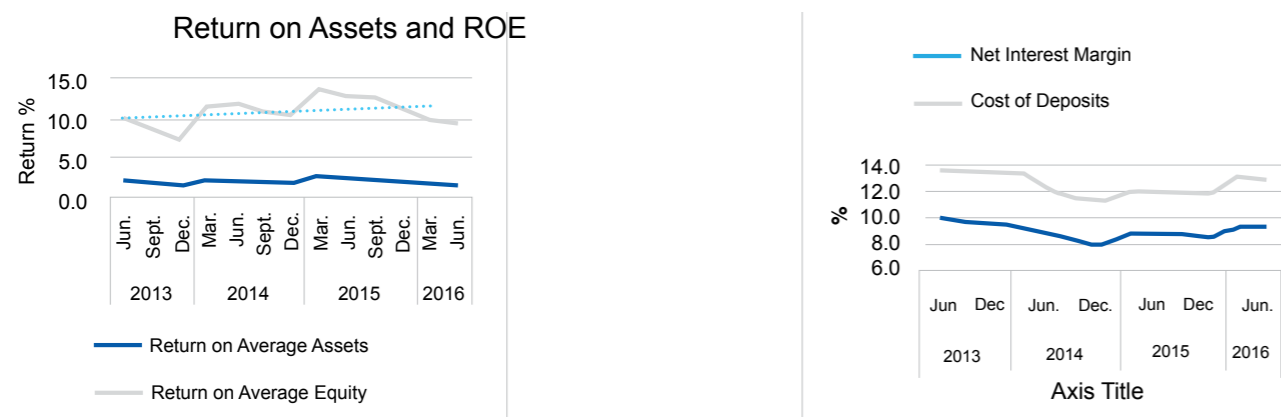 Return on Assets and ROE
Return %
15.0
10.0
5.0
0.0
Jun.
Sept.
Dec.
Mar.
Jun.
Sept.
Dec.
Mar.
Jun.
Sept.
Dec.
Mar.
Jun.
2013
2014
2015
2016
Return on Average Assets
Return on Average Equity
Net Interest Margin
Cost of Deposits
%
14.0
12.0
10.0
8.0
6.0
Jun Dec Jun. Dec. Jun Dec Jun.
2013 2014 2015 2016
Axis Title